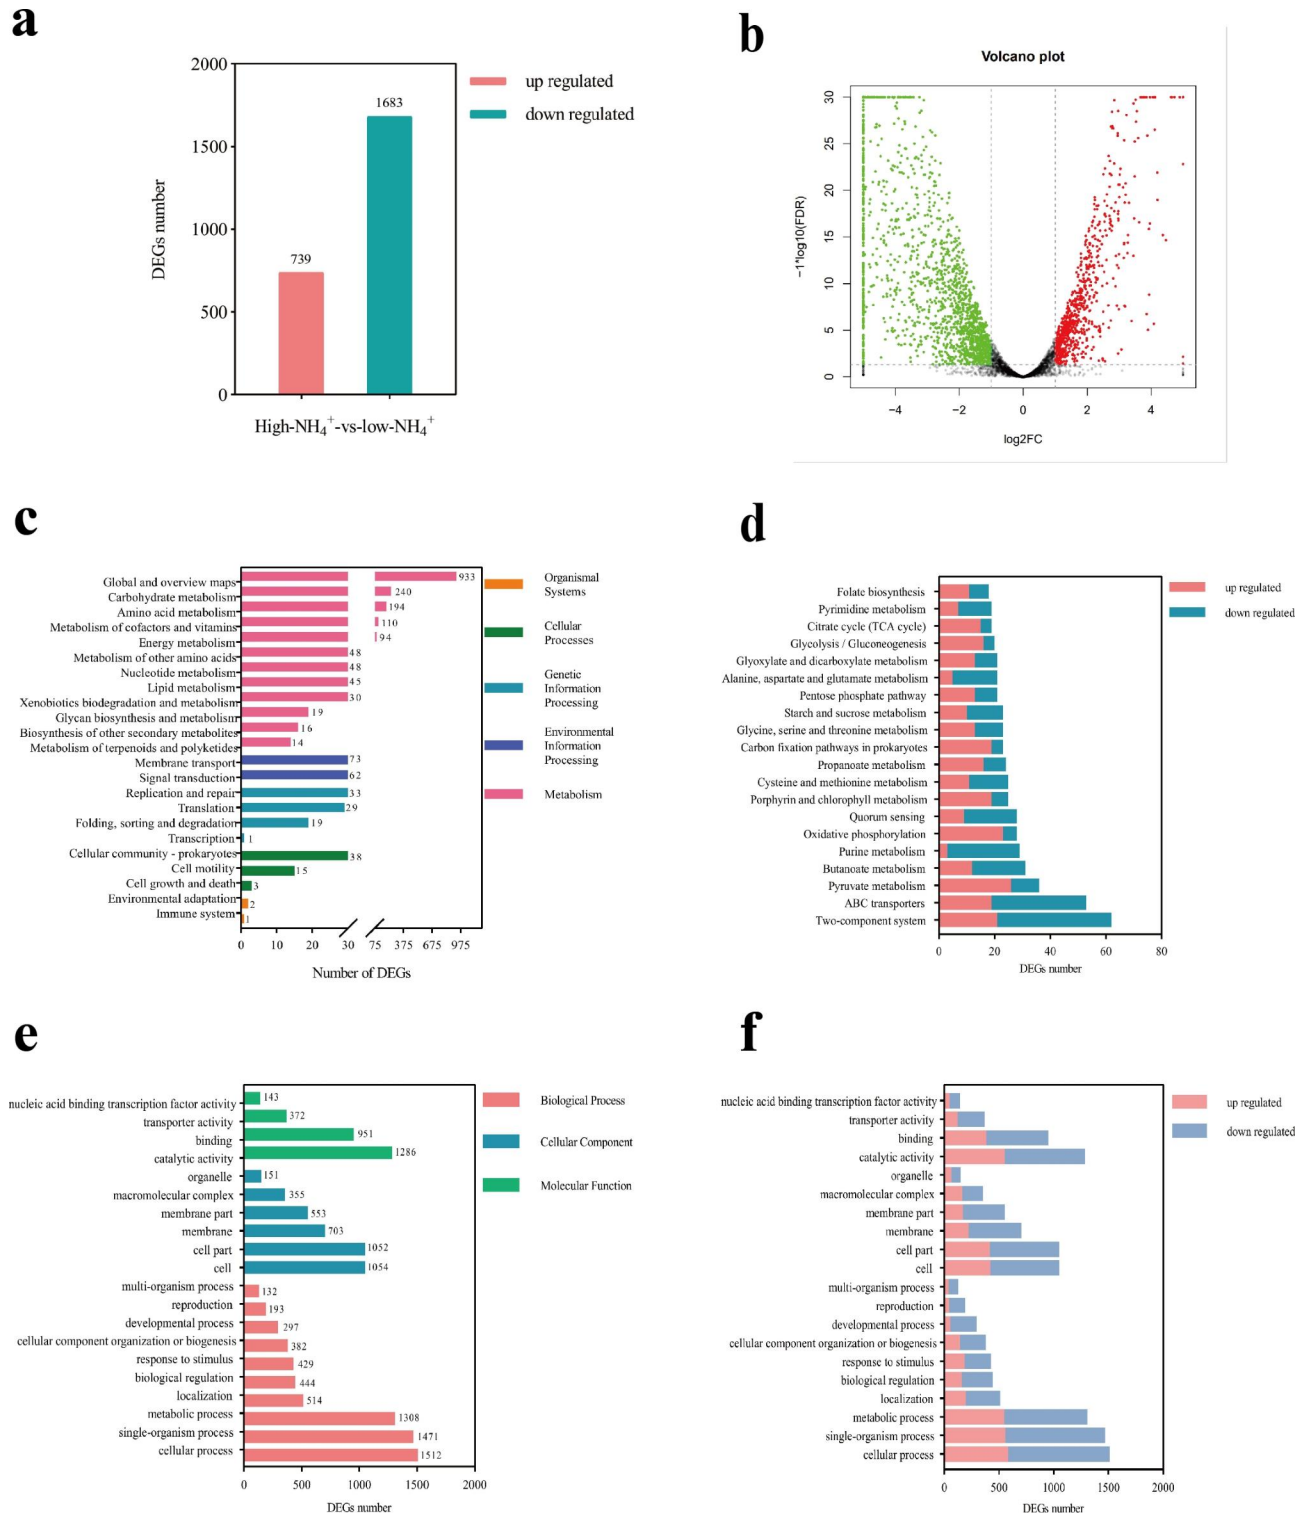 a
2000
1500
1000
500
0
DEGs number
739
1683
High-NH4+-vs-low-NH4+
up regulated
down regulated
b
Volcano plot
30
25
20
15
10
5
0
−1*log10(FDR)
−4 −2 0 2 4
log2FC
c
Global and overview maps 933
Carbohydrate metabolism 240
Amino acid metabolism 194
Metabolism of cofactors and vitamins 110
Energy metabolism 94
Metabolism of other amino acids 48
Nucleotide metabolism 48
Lipid metabolism 45
Xenobiotics biodegradation and metabolism 30
Glycan biosynthesis and metabolism 19
Biosynthesis of other secondary metabolites 16
Metabolism of terpenoids and polyketides 14
Membrane transport 73
Signal transduction 62
Replication and repair 33
Translation 29
Folding, sorting and degradation 19
Transcription 1
Cellular community - prokaryotes 38
Cell motility 15
Cell growth and death 3
Environmental adaptation 2
Immune system 1
0 10 20 30 75 375 675 975
Number of DEGs
Organismal
Systems
Cellular
Processes
Genetic
Information
Processing
Environmental
Information
Processing
Metabolism
d
Folate biosynthesis
Pyrimidine metabolism
Citrate cycle (TCA cycle)
Glycolysis / Gluconeogenesis
Glyoxylate and dicarboxylate metabolism
Alanine, aspartate and glutamate metabolism
Pentose phosphate pathway
Starch and sucrose metabolism
Glycine, serine and threonine metabolism
Carbon fixation pathways in prokaryotes
Propanoate metabolism
Cysteine and methionine metabolism
Porphyrin and chlorophyll metabolism
Quorum sensing
Oxidative phosphorylation
Purine metabolism
Butanoate metabolism
Pyruvate metabolism
ABC transporters
Two-component system
0 20 40 60 80
DEGs number
up regulated
down regulated
e
nucleic acid binding transcription factor activity 143
transporter activity 372
binding 951
catalytic activity 1286
organelle 151
macromolecular complex 355
membrane part 553
membrane 703
cell part 1052
cell 1054
multi-organism process 132
reproduction 193
developmental process 297
cellular component organization or biogenesis 382
response to stimulus 429
biological regulation 444
localization 514
metabolic process 1308
single-organism process 1471
cellular process 1512
0 500 1000 1500 2000
DEGs number
Biological Process
Cellular Component
Molecular Function
f
nucleic acid binding transcription factor activity
transporter activity
binding
catalytic activity
organelle
macromolecular complex
membrane part
membrane
cell part
cell
multi-organism process
reproduction
developmental process
cellular component organization or biogenesis
response to stimulus
biological regulation
localization
metabolic process
single-organism process
cellular process
0 500 1000 1500 2000
DEGs number
up regulated
down regulated